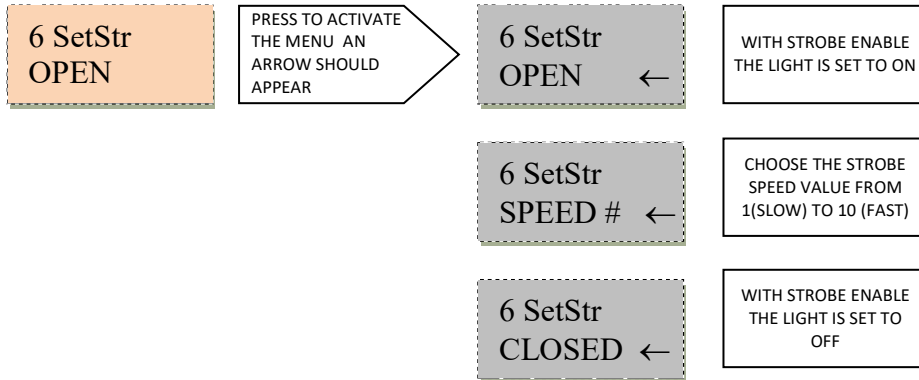 6 SetStr
OPEN
PRESS TO ACTIVATE
THE MENU AN
ARROW SHOULD
APPEAR
6 SetStr
OPEN ←
WITH STROBE ENABLE
THE LIGHT IS SET TO ON
6 SetStr
SPEED # ←
CHOOSE THE STROBE
SPEED VALUE FROM
1(SLOW) TO 10 (FAST)
6 SetStr
CLOSED ←
WITH STROBE ENABLE
THE LIGHT IS SET TO
OFF